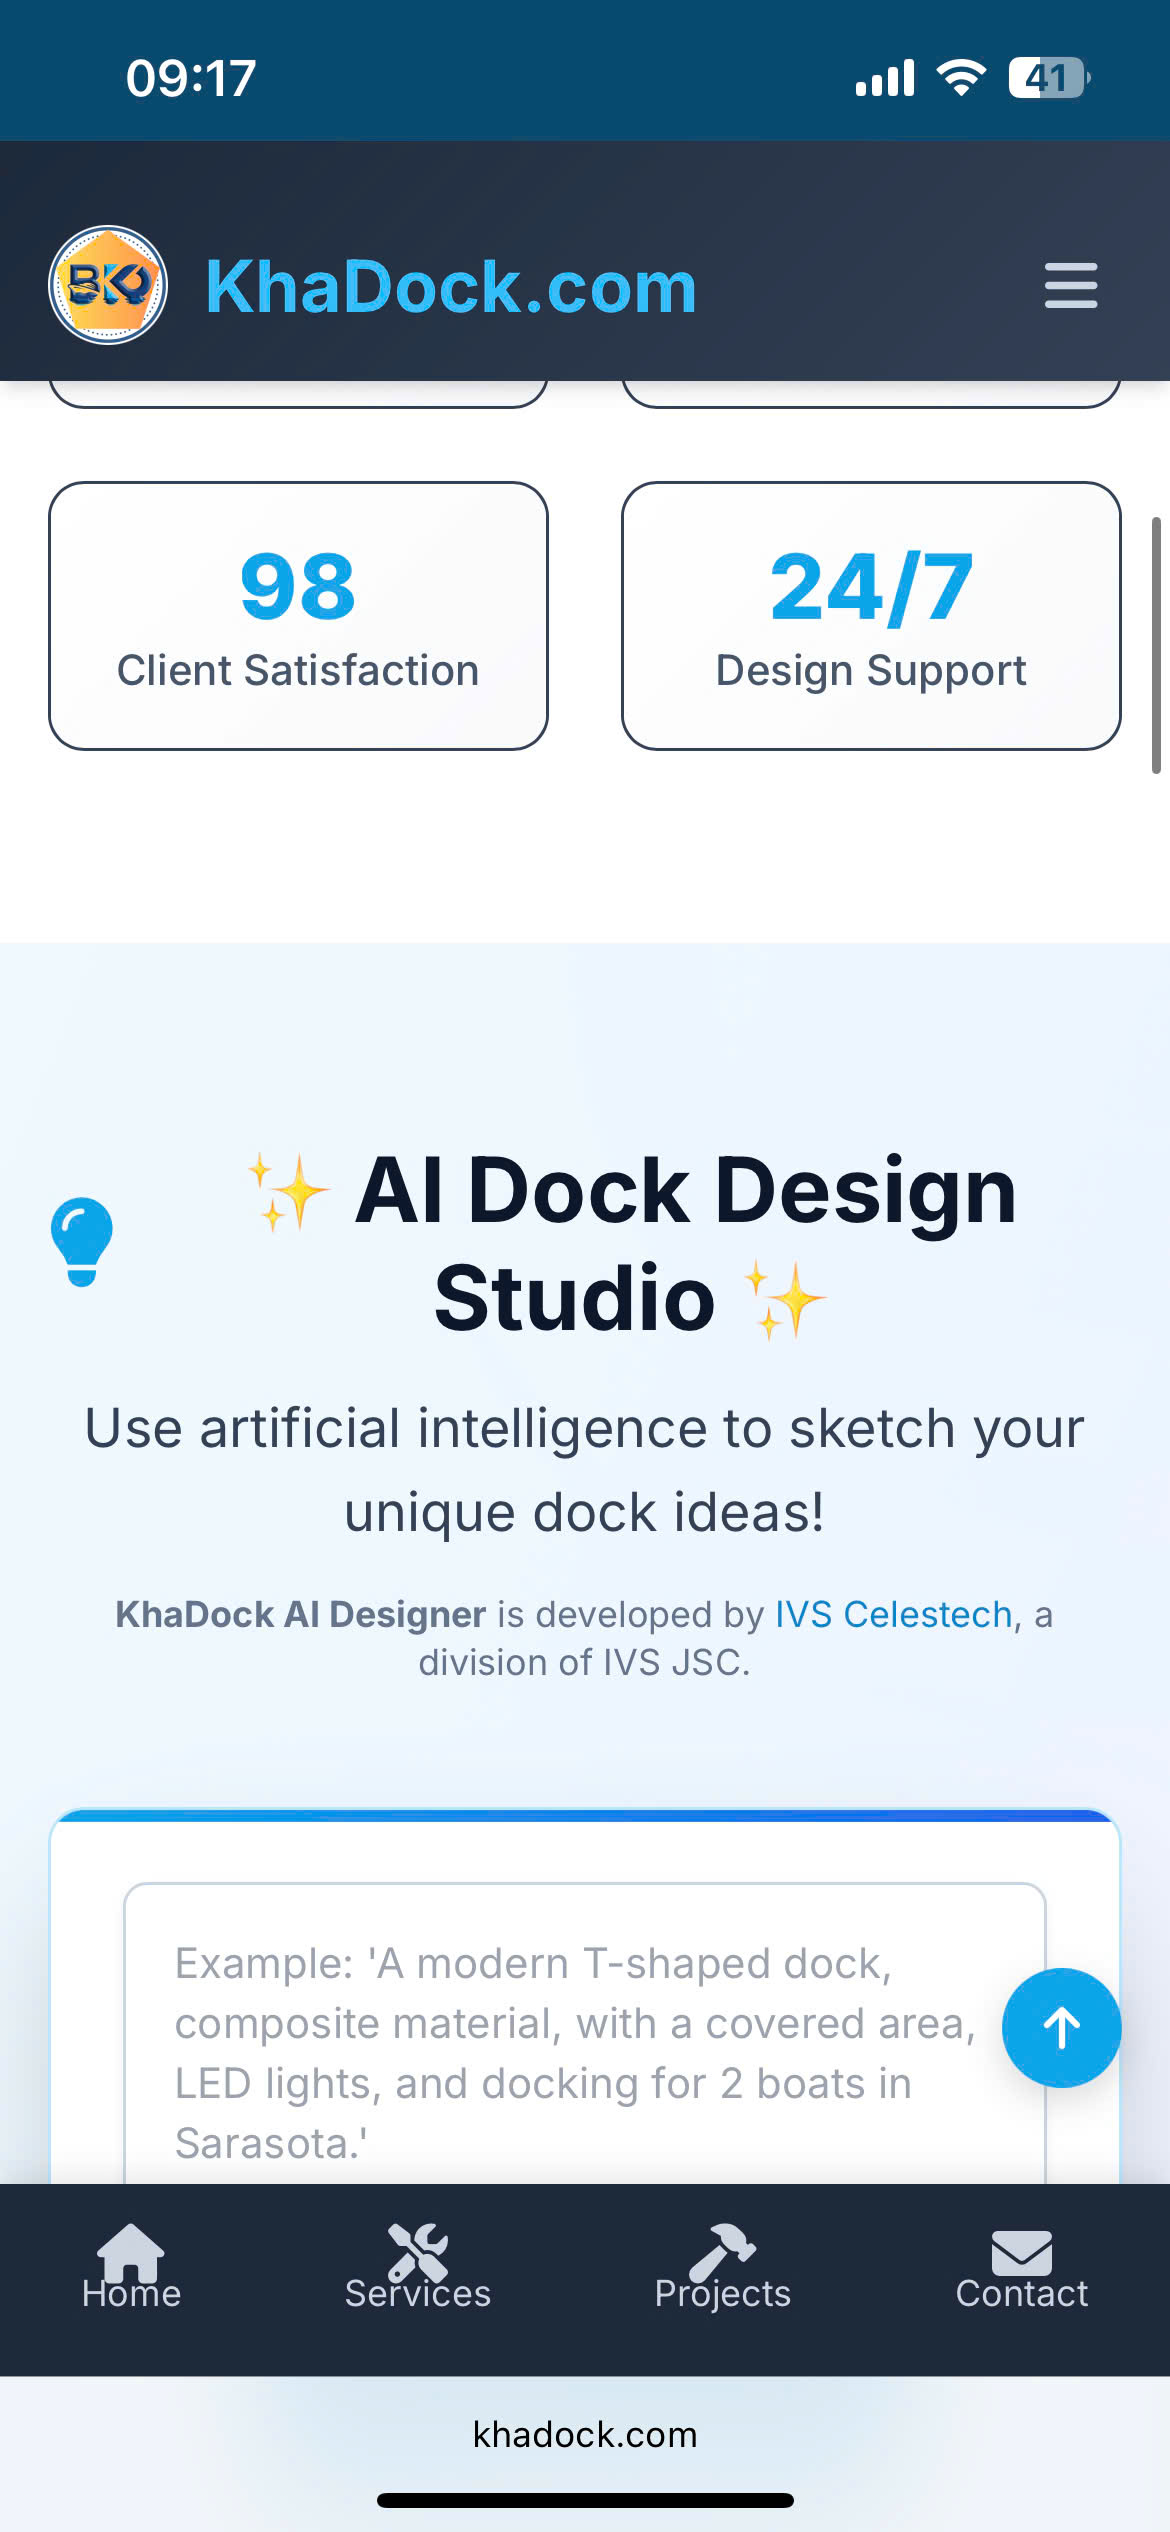 09:17
41
BKD
KhaDock.com
98
Client Satisfaction
24/7
Design Support
✨ AI Dock Design
Studio ✨
Use artificial intelligence to sketch your
unique dock ideas!
KhaDock AI Designer is developed by IVS Celestech, a
division of IVS JSC.
Example: 'A modern T-shaped dock,
composite material, with a covered area,
LED lights, and docking for 2 boats in
Sarasota.'
Home
Services
Projects
Contact
khadock.com